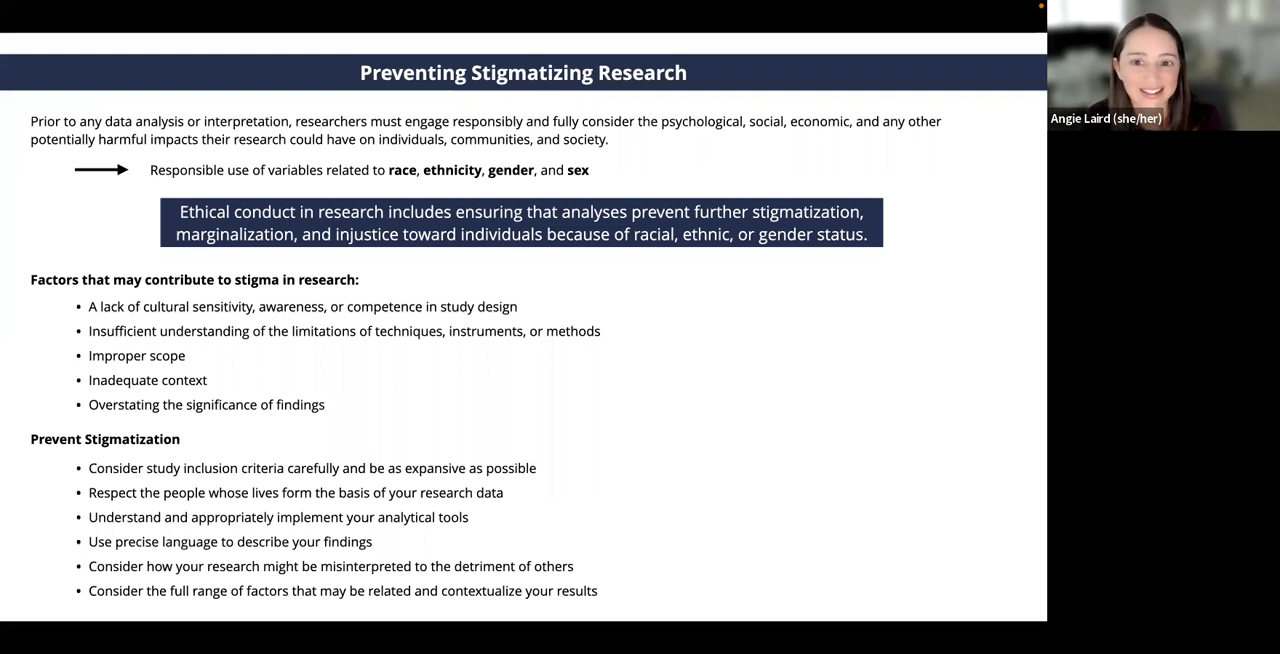 Preventing Stigmatizing Research
Angie Laird (she/her)
Prior to any data analysis or interpretation, researchers must engage responsibly and fully consider the psychological, social, economic, and any other
potentially harmful impacts their research could have on individuals, communities, and society.
Responsible use of variables related to race, ethnicity, gender, and sex
Ethical conduct in research includes ensuring that analyses prevent further stigmatization,
marginalization, and injustice toward individuals because of racial, ethnic, or gender status.
Factors that may contribute to stigma in research:
• A lack of cultural sensitivity, awareness, or competence in study design
• Insufficient understanding of the limitations of techniques, instruments, or methods
• Improper scope
• Inadequate context
• Overstating the significance of findings
Prevent Stigmatization
• Consider study inclusion criteria carefully and be as expansive as possible
• Respect the people whose lives form the basis of your research data
• Understand and appropriately implement your analytical tools
• Use precise language to describe your findings
• Consider how your research might be misinterpreted to the detriment of others
• Consider the full range of factors that may be related and contextualize your results